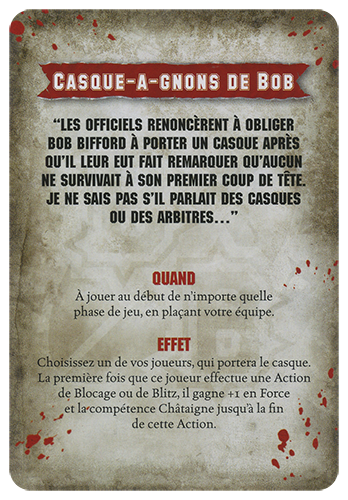 Casque-a-gnons de Bob
“LES OFFICIELS RENONCÈRENT À OBLIGER
BOB BIFFORD À PORTER UN CASQUE APRÈS
QU’IL LEUR EUT FAIT REMARQUER QU’AUCUN
NE SURVIVAIT À SON PREMIER COUP DE TÊTE.
JE NE SAIS PAS S’IL PARLAIT DES CASQUES
OU DES ARBITRES...”
QUAND
À jouer au début de n’importe quelle
phase de jeu, en plaçant votre équipe.
EFFET
Choisissez un de vos joueurs, qui portera le casque.
La première fois que ce joueur effectue une Action
de Blocage ou de Blitz, il gagne +1 en Force
et la compétence Châtaigne jusqu’à la fin
de cette Action.